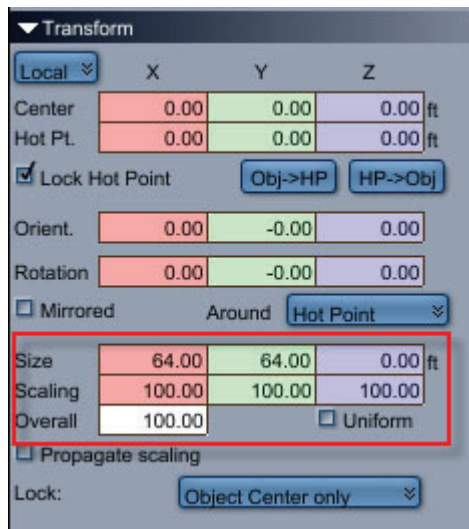 Transform
Local X Y Z
Center 0.00 0.00 0.00 ft
Hot Pt. 0.00 0.00 0.00 ft
Lock Hot Point Obj->HP HP->Obj
Orient. 0.00 -0.00 0.00
Rotation 0.00 -0.00 0.00
Mirrored Around Hot Point
Size 64.00 64.00 0.00 ft
Scaling 100.00 100.00 100.00
Overall 100.00 Uniform
Propagate scaling
Lock: Object Center only